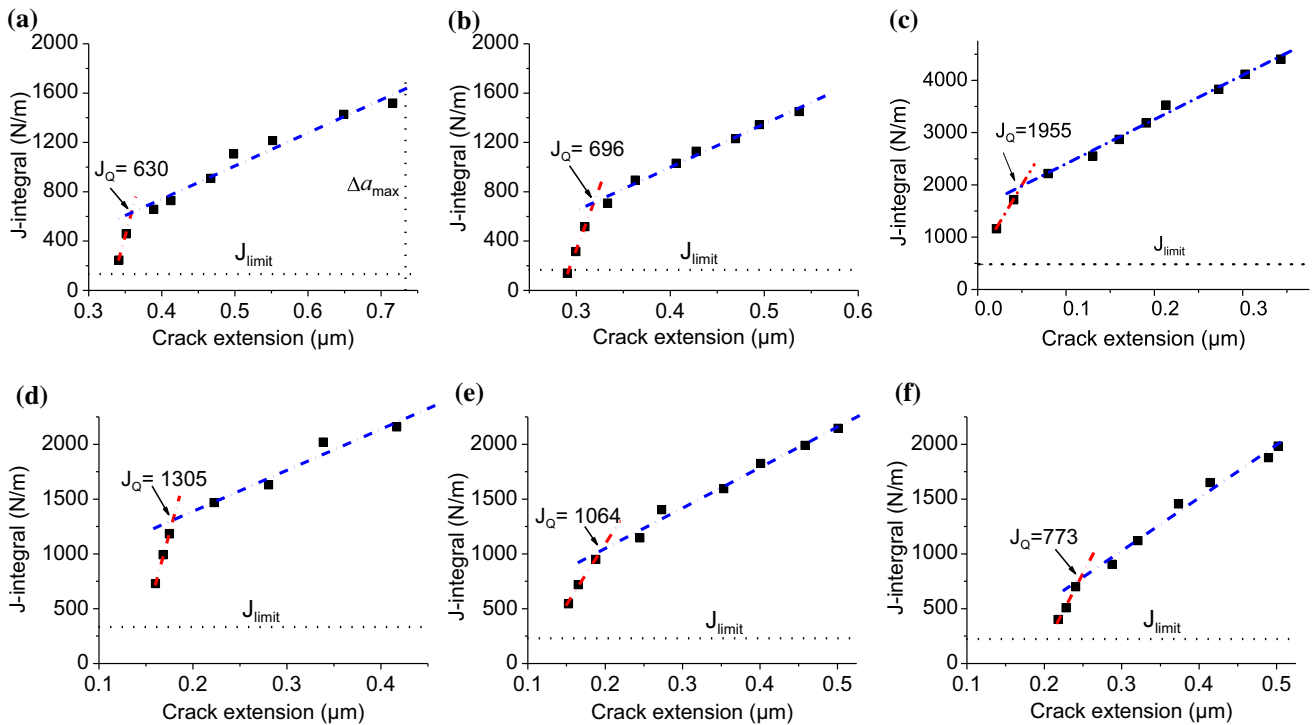 (a)
2000
1600
1200
800
400
0
J-integral (N/m)
J_Q= 630
Δa_max
J_limit
0.3 0.4 0.5 0.6 0.7
Crack extension (μm)
(b)
2000
1600
1200
800
400
0
J-integral (N/m)
J_Q= 696
J_limit
0.3 0.4 0.5 0.6
Crack extension (μm)
(c)
4000
3000
2000
1000
0
J-integral (N/m)
J_Q=1955
J_limit
0.0 0.1 0.2 0.3
Crack extension (μm)
(d)
2000
1500
1000
500
0
J-integral (N/m)
J_Q= 1305
J_limit
0.1 0.2 0.3 0.4
Crack extension (μm)
(e)
2000
1500
1000
500
0
J-integral (N/m)
J_Q= 1064
J_limit
0.1 0.2 0.3 0.4 0.5
Crack extension (μm)
(f)
2000
1500
1000
500
0
J-intergral (N/m)
J_Q=773
J_limit
0.1 0.2 0.3 0.4 0.5
Crack extension (μm)